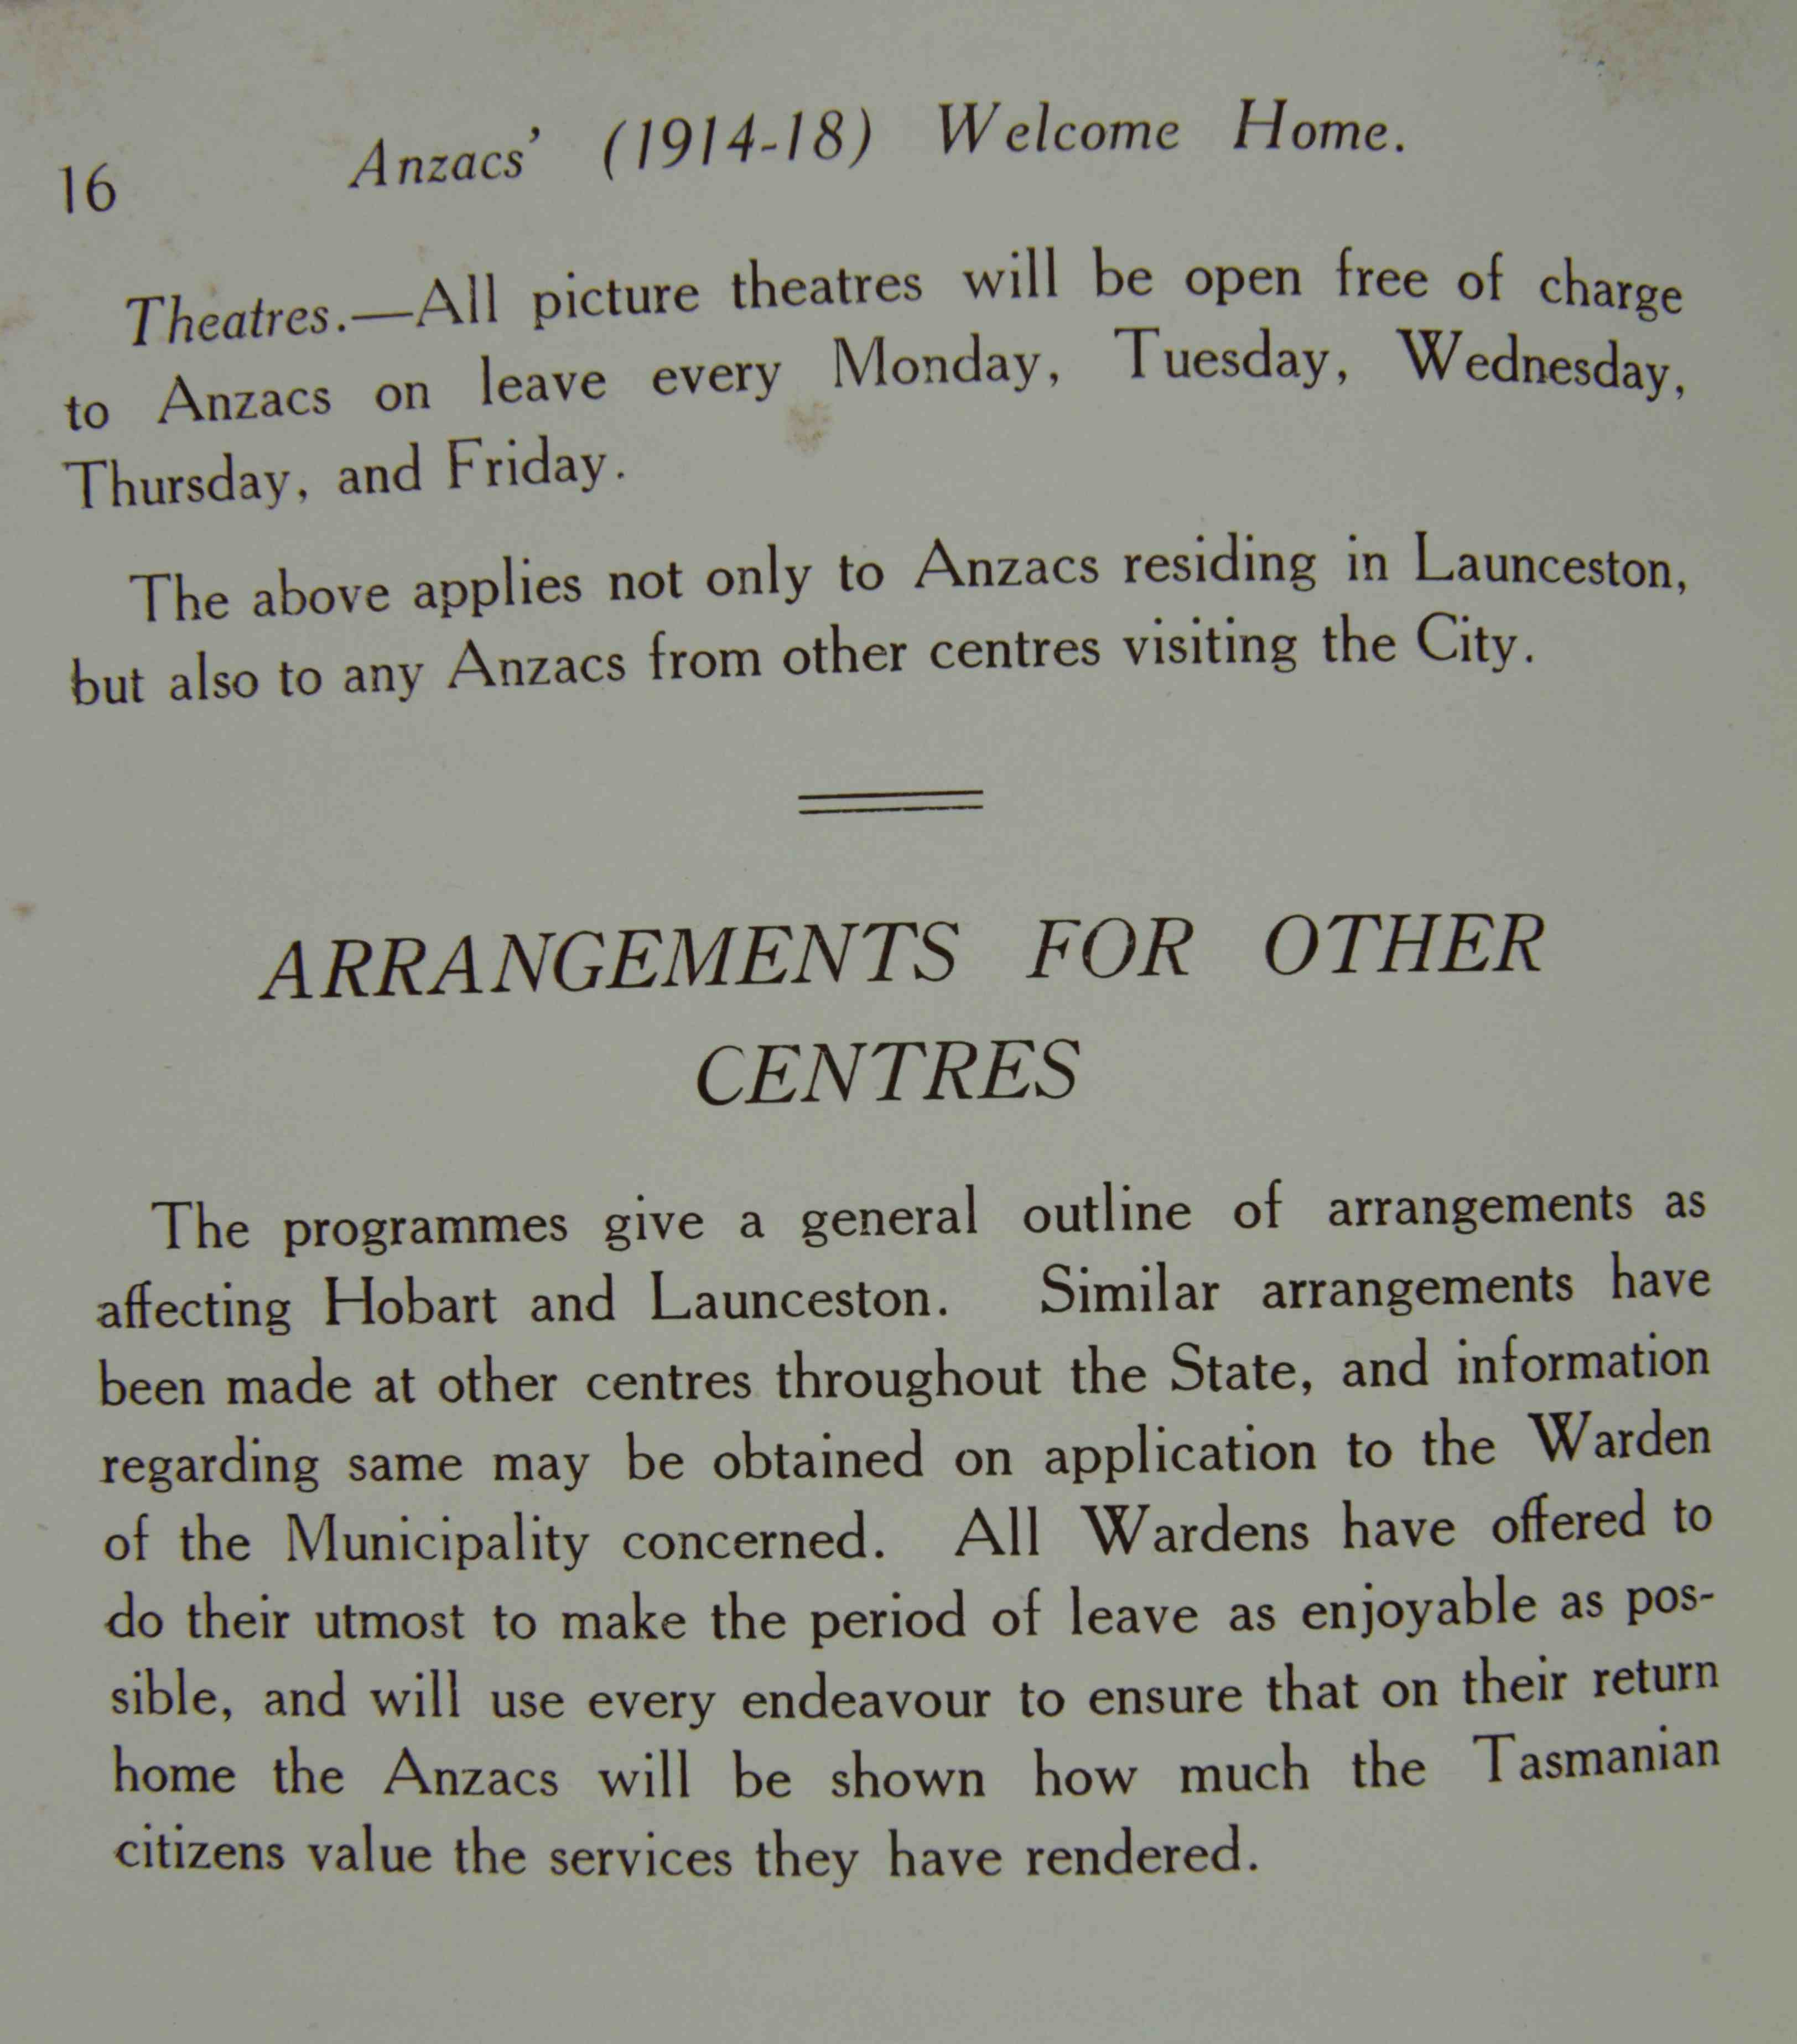 16 Anzacs' (1914-18) Welcome Home.
Theatres.—All picture theatres will be open free of charge
to Anzacs on leave every Monday, Tuesday, Wednesday,
Thursday, and Friday.
The above applies not only to Anzacs residing in Launceston,
but also to any Anzacs from other centres visiting the City.
ARRANGEMENTS FOR OTHER
CENTRES
The programmes give a general outline of arrangements as
affecting Hobart and Launceston. Similar arrangements have
been made at other centres throughout the State, and information
regarding same may be obtained on application to the Warden
of the Municipality concerned. All Wardens have offered to
do their utmost to make the period of leave as enjoyable as pos-
sible, and will use every endeavour to ensure that on their return
home the Anzacs will be shown how much the Tasmanian
citizens value the services they have rendered.